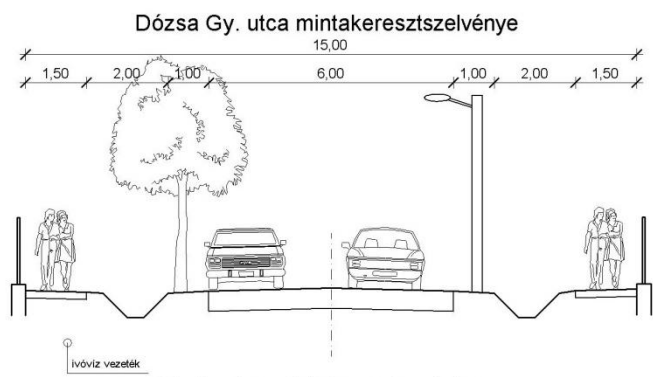 Dózsa Gy. utca mintakeresztszelvénye
15,00
1,50 2,00 1,00 6,00 1,00 2,00 1,50
ivóvíz vezeték